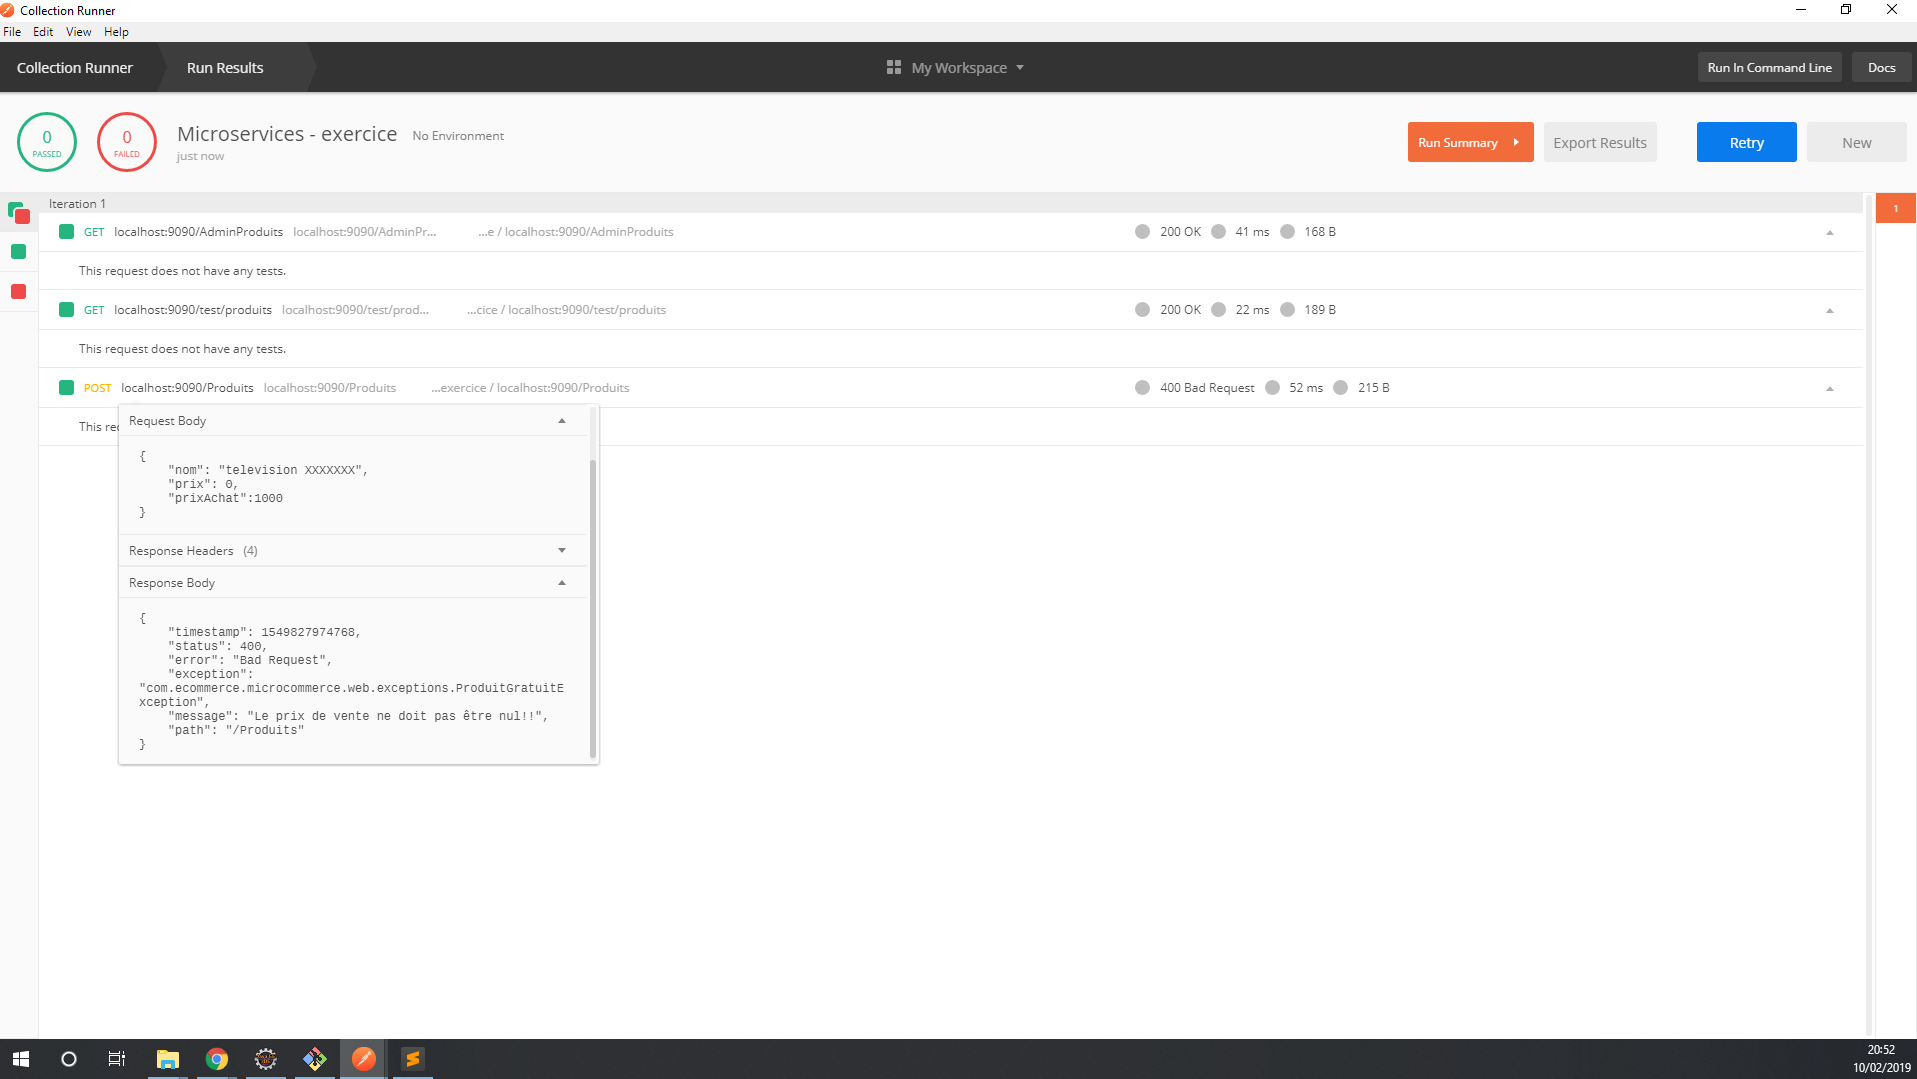 Collection Runner
File Edit View Help
Collection Runner Run Results My Workspace Run In Command Line Docs
0 PASSED
0 FAILED
Microservices - exercice No Environment
just now
Run Summary Export Results Retry New
Iteration 1
1
GET localhost:9090/AdminProduits localhost:9090/AdminPr... ...e / localhost:9090/AdminProduits 200 OK 41 ms 168 B
This request does not have any tests.
GET localhost:9090/test/produits localhost:9090/test/prod... ...cice / localhost:9090/test/produits 200 OK 22 ms 189 B
This request does not have any tests.
POST localhost:9090/Produits localhost:9090/Produits ...exercice / localhost:9090/Produits 400 Bad Request 52 ms 215 B
This re
Request Body
{
"nom": "television XXXXXXX",
"prix": 0,
"prixAchat":1000
}
Response Headers (4)
Response Body
{
"timestamp": 1549827974768,
"status": 400,
"error": "Bad Request",
"exception":
"com.ecommerce.microcommerce.web.exceptions.ProduitGratuitE
xception",
"message": "Le prix de vente ne doit pas être nul!!",
"path": "/Produits"
}
20:52
10/02/2019